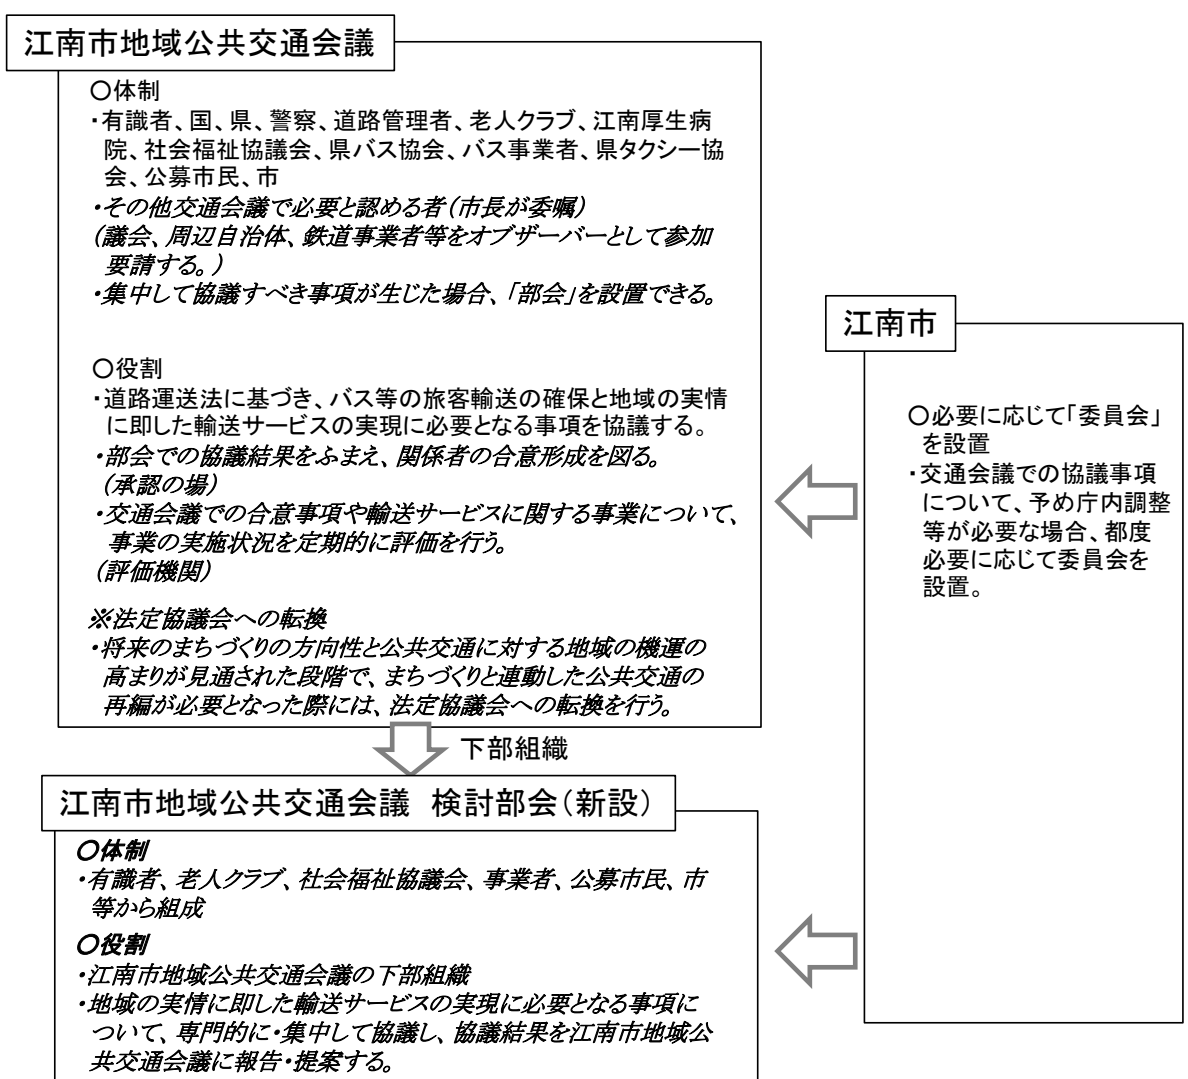 江南市地域公共交通会議
〇体制
・有識者、国、県、警察、道路管理者、老人クラブ、江南厚生病
院、社会福祉協議会、県バス協会、バス事業者、県タクシー協
会、公募市民、市
・その他交通会議で必要と認める者（市長が委嘱）
（議会、周辺自治体、鉄道事業者等をオブザーバーとして参加
要請する。）
・集中して協議すべき事項が生じた場合、「部会」を設置できる。
〇役割
・道路運送法に基づき、バス等の旅客輸送の確保と地域の実情
に即した輸送サービスの実現に必要となる事項を協議する。
・部会での協議結果をふまえ、関係者の合意形成を図る。
（承認の場）
・交通会議での合意事項や輸送サービスに関する事業について、
事業の実施状況を定期的に評価を行う。
（評価機関）
※法定協議会への転換
・将来のまちづくりの方向性と公共交通に対する地域の機運の
高まりが見通された段階で、まちづくりと連動した公共交通の
再編が必要となった際には、法定協議会への転換を行う。
下部組織
江南市地域公共交通会議　検討部会（新設）
〇体制
・有識者、老人クラブ、社会福祉協議会、事業者、公募市民、市
等から組成
〇役割
・江南市地域公共交通会議の下部組織
・地域の実情に即した輸送サービスの実現に必要となる事項に
ついて、専門的に・集中して協議し、協議結果を江南市地域公
共交通会議に報告・提案する。
江南市
〇必要に応じて「委員会」
を設置
・交通会議での協議事項
について、予め庁内調整
等が必要な場合、都度
必要に応じて委員会を
設置。